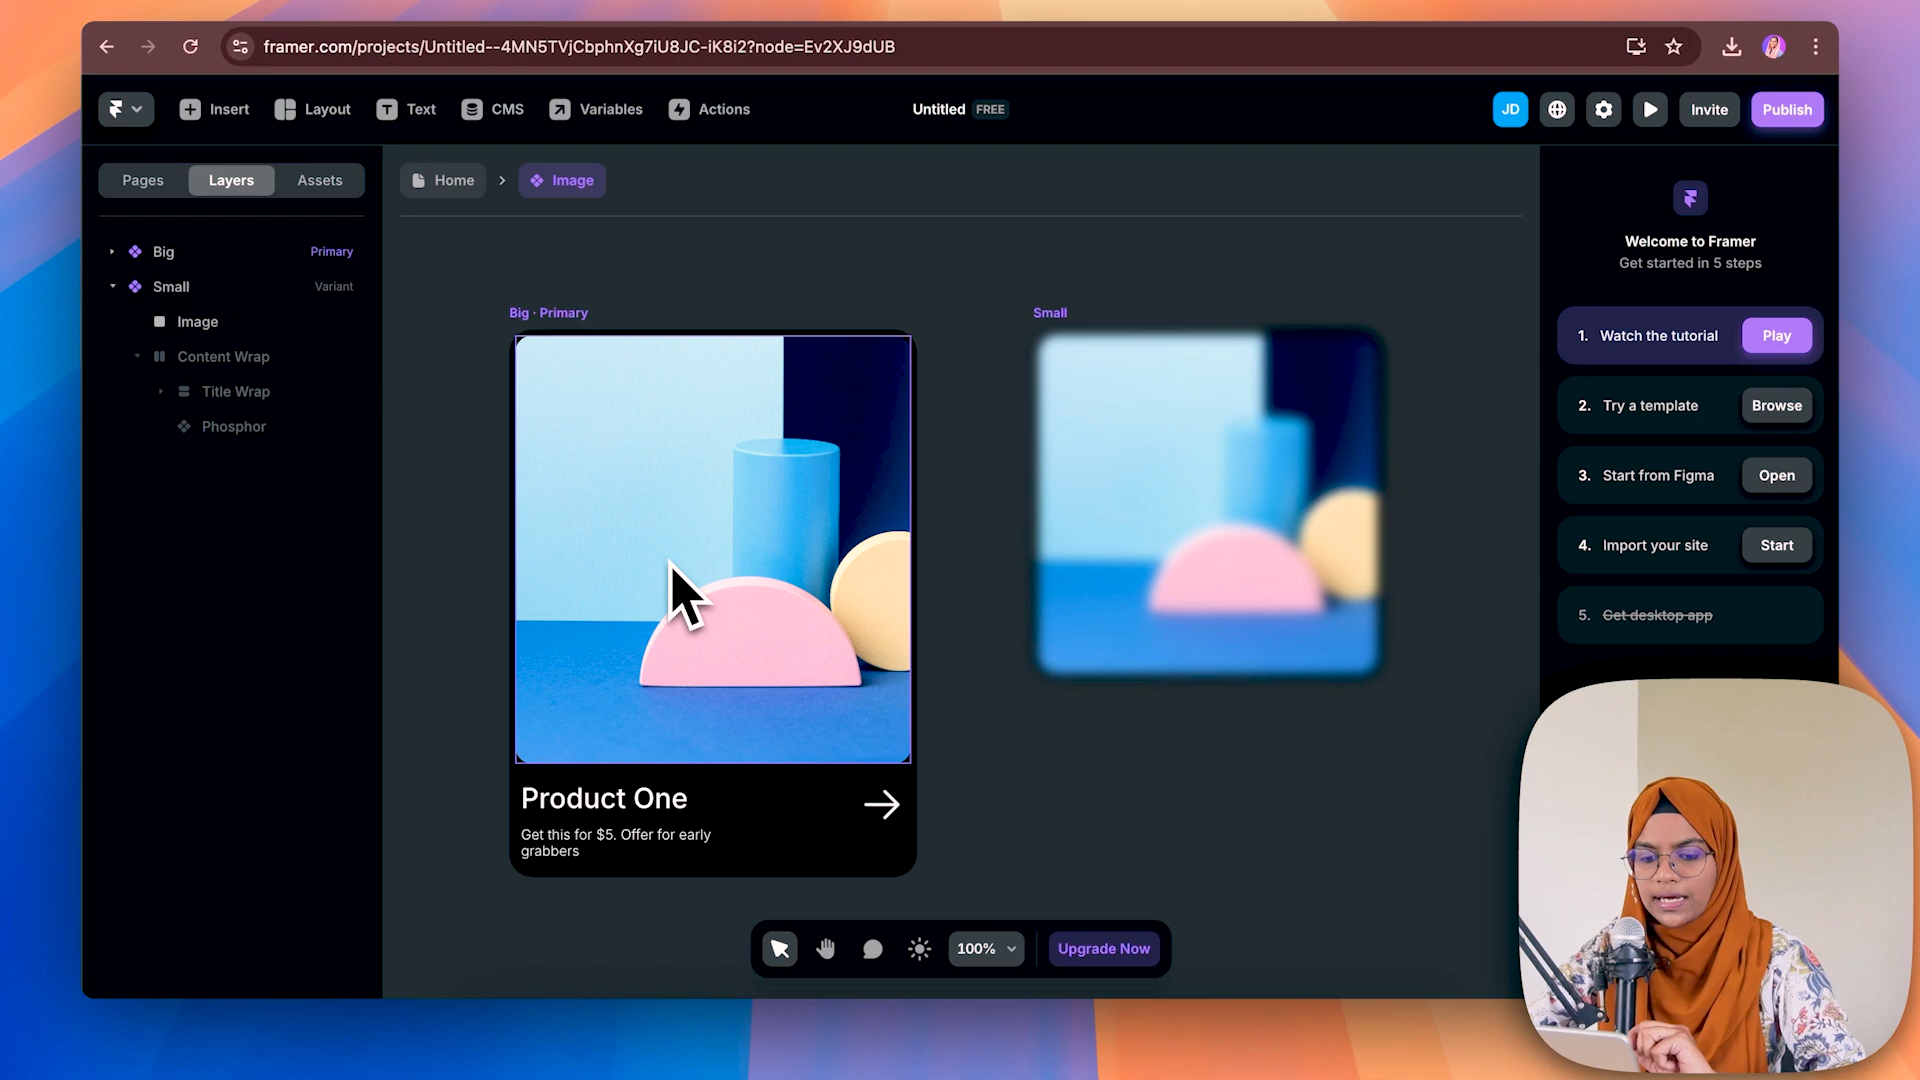 framer.com/projects/Untitled--4MN5TVjCbphnXg7iU8JC-iK8i2?node=Ev2XJ9dUB
Insert
Layout
Text
CMS
Variables
Actions
Untitled FREE
JD
Invite
Publish
Pages
Layers
Assets
Home
Image
Big
Primary
Small
Variant
Image
Content Wrap
Title Wrap
Phosphor
Big · Primary
Small
Product One
Get this for $5. Offer for early
grabbers
Welcome to Framer
Get started in 5 steps
1. Watch the tutorial
Play
2. Try a template
Browse
3. Start from Figma
Open
4. Import your site
Start
5. Get desktop app
100%
Upgrade Now